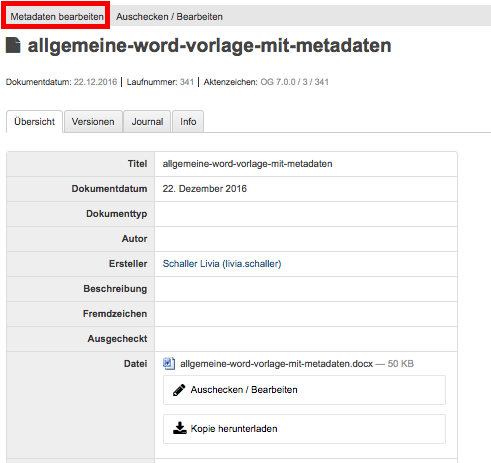 Metadaten bearbeiten Auschecken / Bearbeiten
allgemeine-word-vorlage-mit-metadaten
Dokumentdatum: 22.12.2016 | Laufnummer: 341 | Aktenzeichen: OG 7.0.0 / 3 / 341
Übersicht Versionen Journal Info
Titel allgemeine-word-vorlage-mit-metadaten
Dokumentdatum 22. Dezember 2016
Dokumenttyp
Autor
Ersteller Schaller Livia (livia.schaller)
Beschreibung
Fremdzeichen
Ausgecheckt
Datei allgemeine-word-vorlage-mit-metadaten.docx — 50 KB
Auschecken / Bearbeiten
Kopie herunterladen